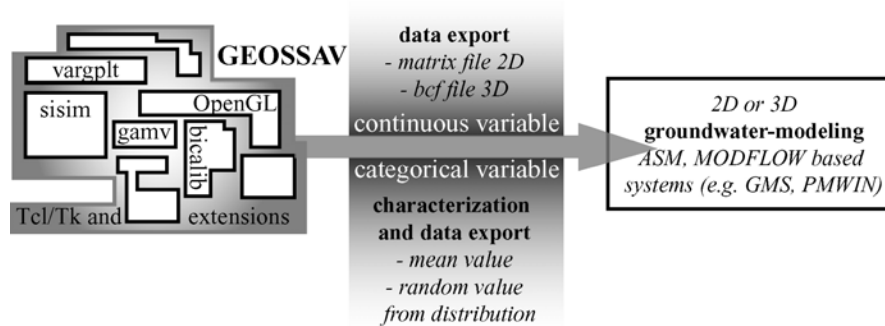 GEOSSAV
vargplt
sisim
OpenGL
gamv
bicalib
Tcl/Tk and extensions
data export
- matrix file 2D
- bcf file 3D
continuous variable
categorical variable
characterization
and data export
- mean value
- random value
from distribution
2D or 3D
groundwater-modeling
ASM, MODFLOW based
systems (e.g. GMS, PMWIN)